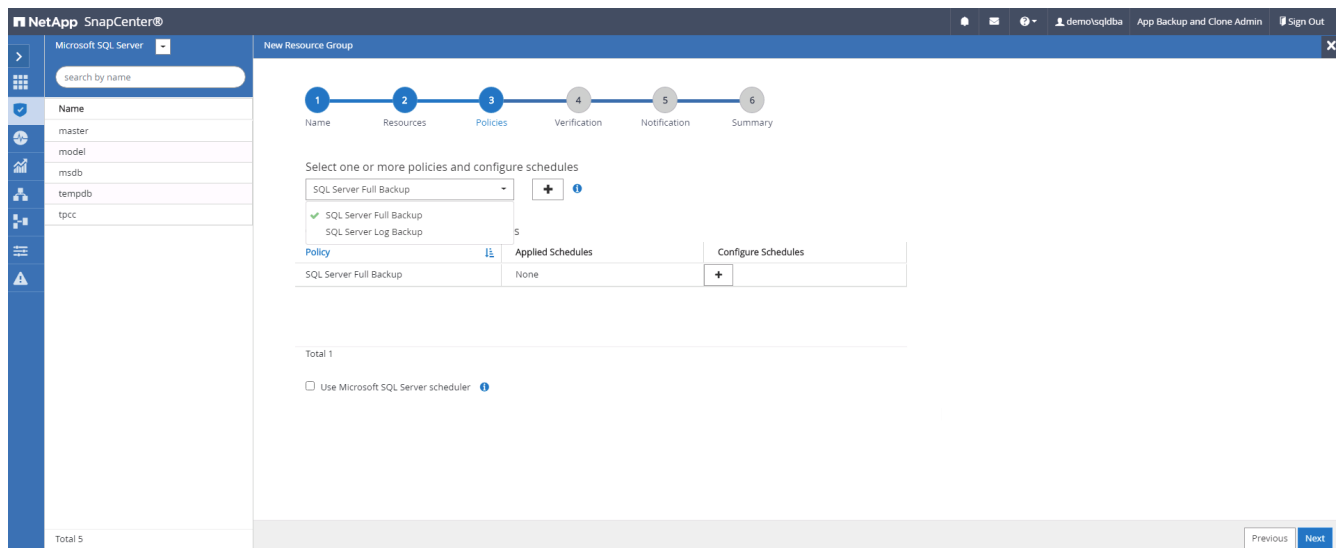 NetApp SnapCenter®
demo\sqldba App Backup and Clone Admin Sign Out
Microsoft SQL Server
search by name
Name
master
model
msdb
tempdb
tpcc
Total 5
New Resource Group
1 2 3 4 5 6
Name Resources Policies Verification Notification Summary
Select one or more policies and configure schedules
SQL Server Full Backup
SQL Server Full Backup
SQL Server Log Backup
s
Policy Applied Schedules Configure Schedules
SQL Server Full Backup None +
Total 1
Use Microsoft SQL Server scheduler
Previous Next